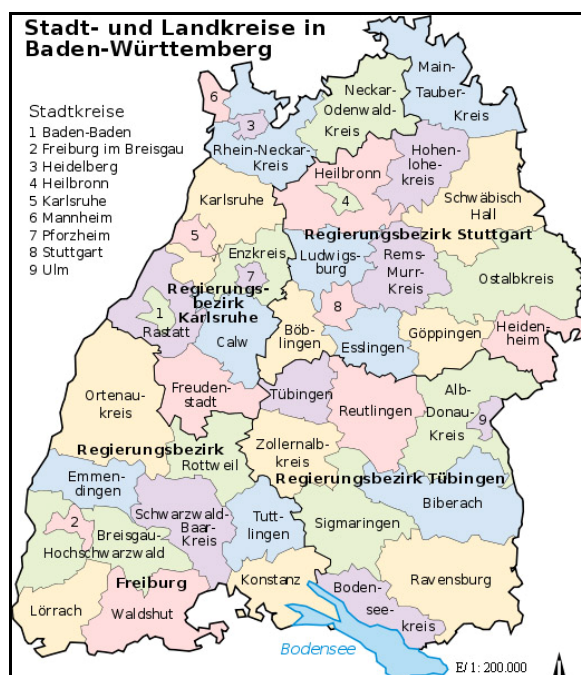 Stadt- und Landkreise in
Baden-Württemberg
Stadtkreise
1 Baden-Baden
2 Freiburg im Breisgau
3 Heidelberg
4 Heilbronn
5 Karlsruhe
6 Mannheim
7 Pforzheim
8 Stuttgart
9 Ulm
6
3
Rhein-Neckar-
Kreis
Neckar-
Odenwald-
Kreis
Main-
Tauber-
Kreis
Heilbronn
4
Hohen-
lohe-
kreis
Karlsruhe
Schwäbisch
Hall
5
Regierungsbezirk Stuttgart
Enzkreis
7
Ludwigs-
burg
Rems-
Murr-
Kreis
Ostalbkreis
Regierungs-
bezirk
Karlsruhe
1
Rastatt
Calw
Böb-
lingen
8
Esslingen
Göppingen
Heiden-
heim
Ortenau-
kreis
Freuden-
stadt
Tübingen
Reutlingen
Alb-
Donau-
Kreis
9
Regierungsbezirk
Rottweil
Zollernalb-
kreis
Regierungsbezirk Tübingen
Emmen-
dingen
Biberach
2
Breisgau-
Hochschwarzwald
Schwarzwald-
Baar-
Kreis
Tutt-
lingen
Sigmaringen
Freiburg
Lörrach
Waldshut
Konstanz
Boden-
see-
kreis
Ravensburg
Bodensee
E/ 1: 200.000